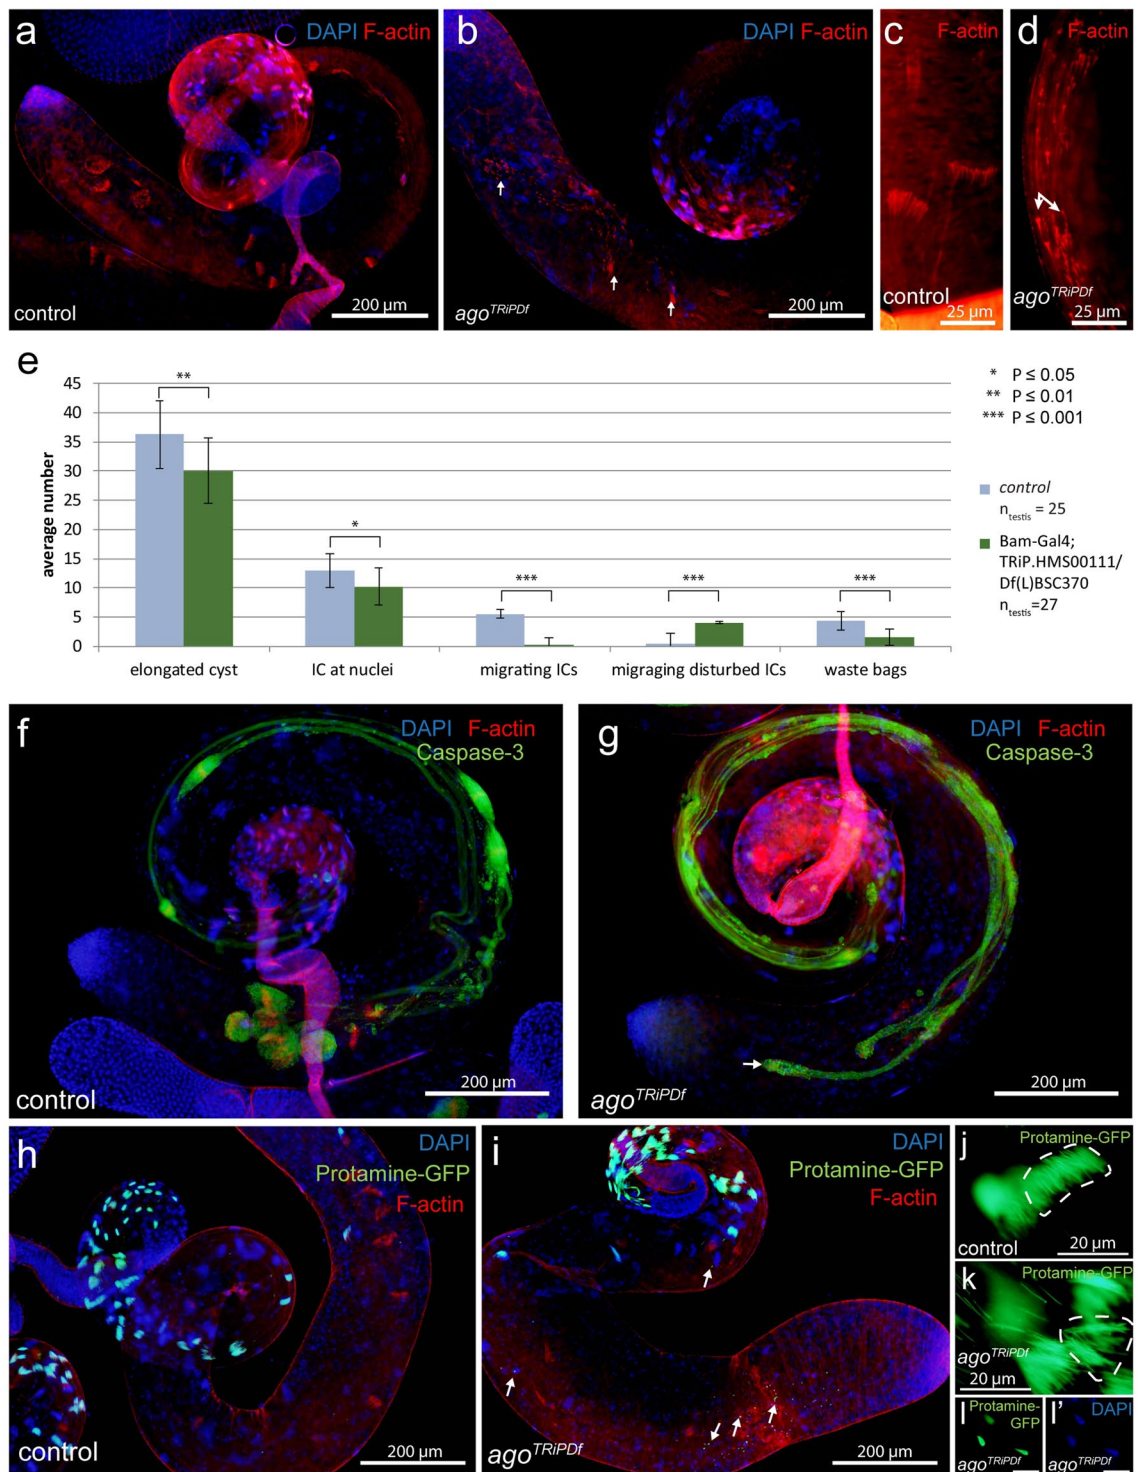 a
DAPI F-actin
control
200 µm
b
DAPI F-actin
ago^TRiPDf
200 µm
c
F-actin
control
25 µm
d
F-actin
ago^TRiPDf
25 µm
e
average number
45
40
35
30
25
20
15
10
5
0
**
*
***
***
***
elongated cyst
IC at nuclei
migrating ICs
migraging disturbed ICs
waste bags
* P ≤ 0.05
** P ≤ 0.01
*** P ≤ 0.001
control
n_testis = 25
Bam-Gal4;
TRiP.HMS00111/
Df(L)BSC370
n_testis =27
f
DAPI F-actin
Caspase-3
control
200 µm
g
DAPI F-actin
Caspase-3
ago^TRiPDf
200 µm
h
DAPI
Protamine-GFP
F-actin
control
200 µm
i
DAPI
Protamine-GFP
F-actin
ago^TRiPDf
200 µm
j
Protamine-GFP
control
20 µm
k
Protamine-GFP
ago^TRiPDf
20 µm
l
Protamine-
GFP
ago^TRiPDf
l'
DAPI
ago^TRiPDf